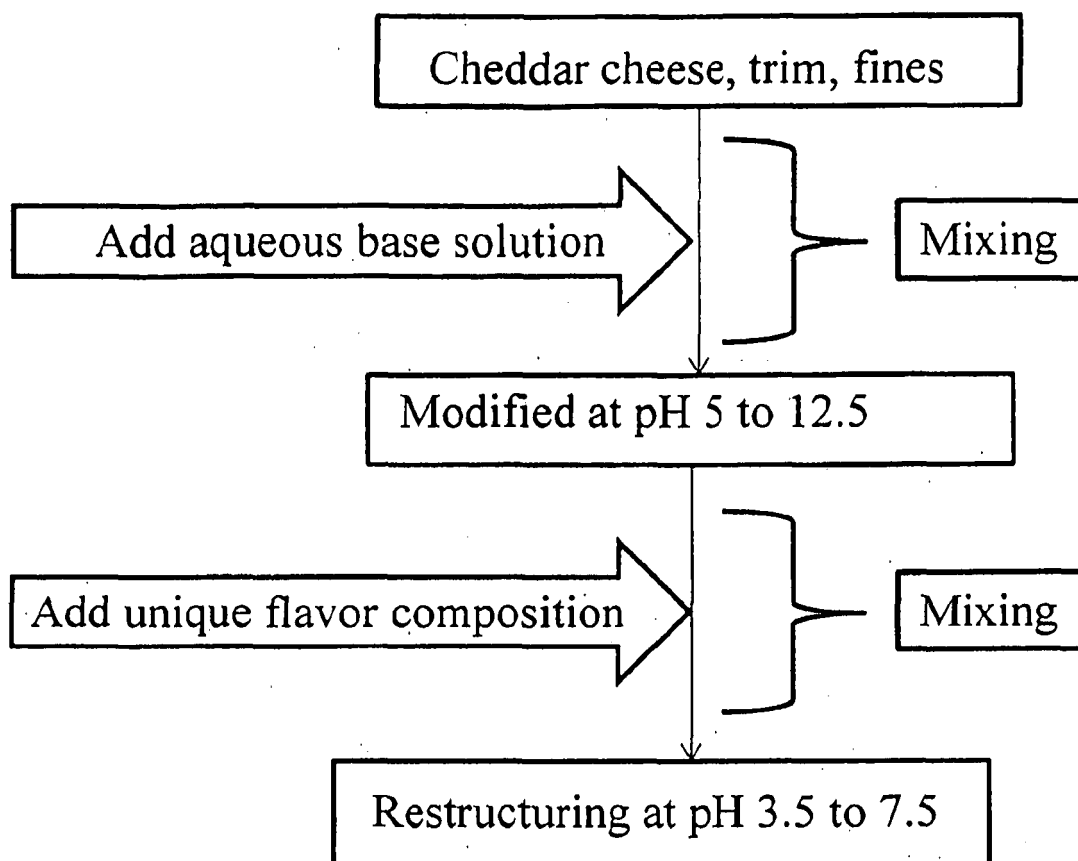 Cheddar cheese, trim, fines
Add aqueous base solution
Mixing
Modified at pH 5 to 12.5
Add unique flavor composition
Mixing
Restructuring at pH 3.5 to 7.5